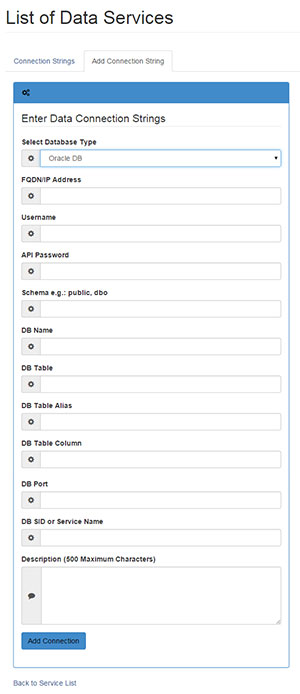 List of Data Services
Connection Strings
Add Connection String
Enter Data Connection Strings
Select Database Type
Oracle DB
FQDN/IP Address
Username
API Password
Schema e.g.: public, dbo
DB Name
DB Table
DB Table Alias
DB Table Column
DB Port
DB SID or Service Name
Description (500 Maximum Characters)
Add Connection
Back to Service List